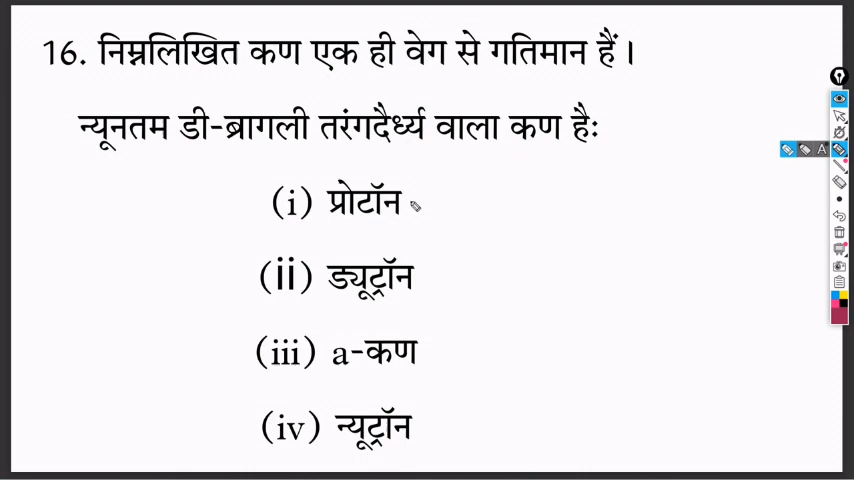 16. निम्नलिखित कण एक ही वेग से गतिमान हैं।
न्यूनतम डी-ब्रागली तरंगदैर्ध्य वाला कण है:
(i) प्रोटॉन
(ii) ड्यूट्रॉन
(iii) a-कण
(iv) न्यूट्रॉन
A